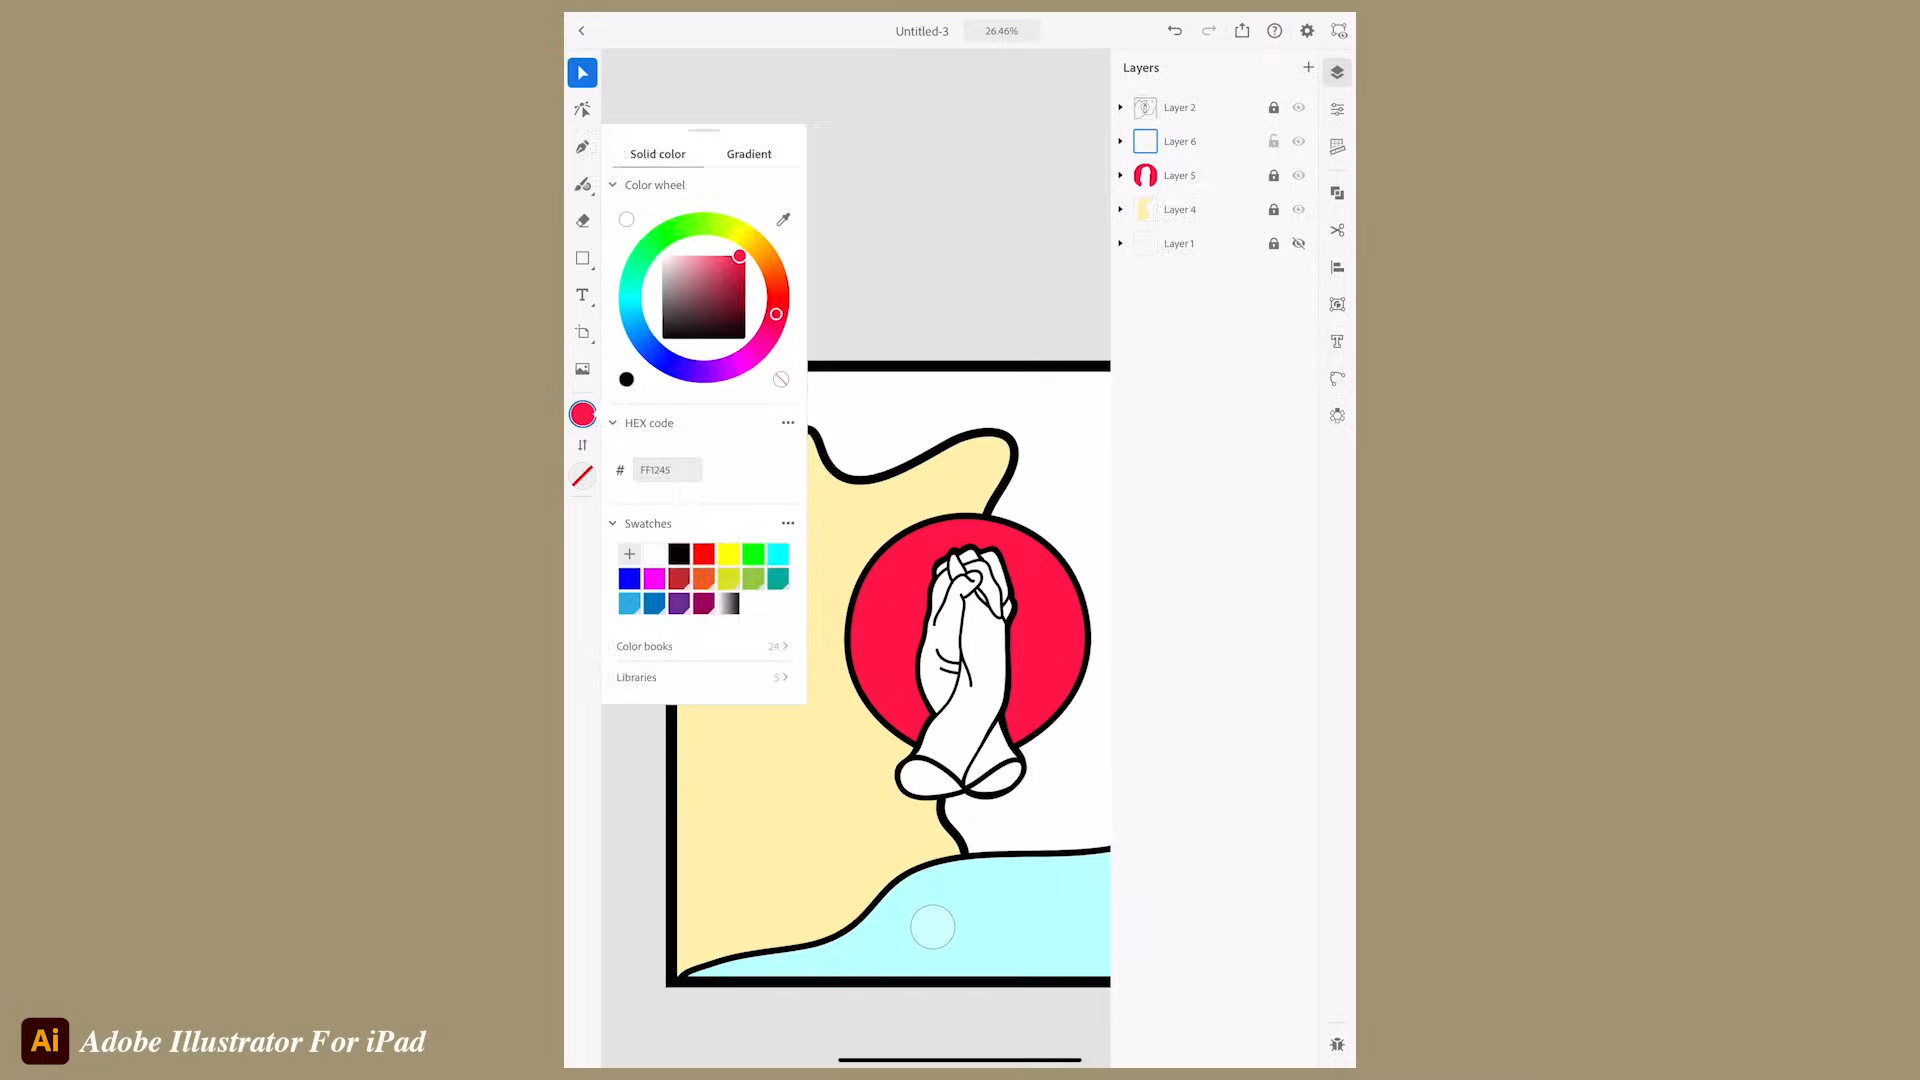 Untitled-3
26.46%
Layers
Layer 2
Layer 6
Layer 5
Layer 4
Layer 1
Solid color
Gradient
Color wheel
HEX code
# FF1245
Swatches
Color books
24
Libraries
5
Ai Adobe Illustrator For iPad